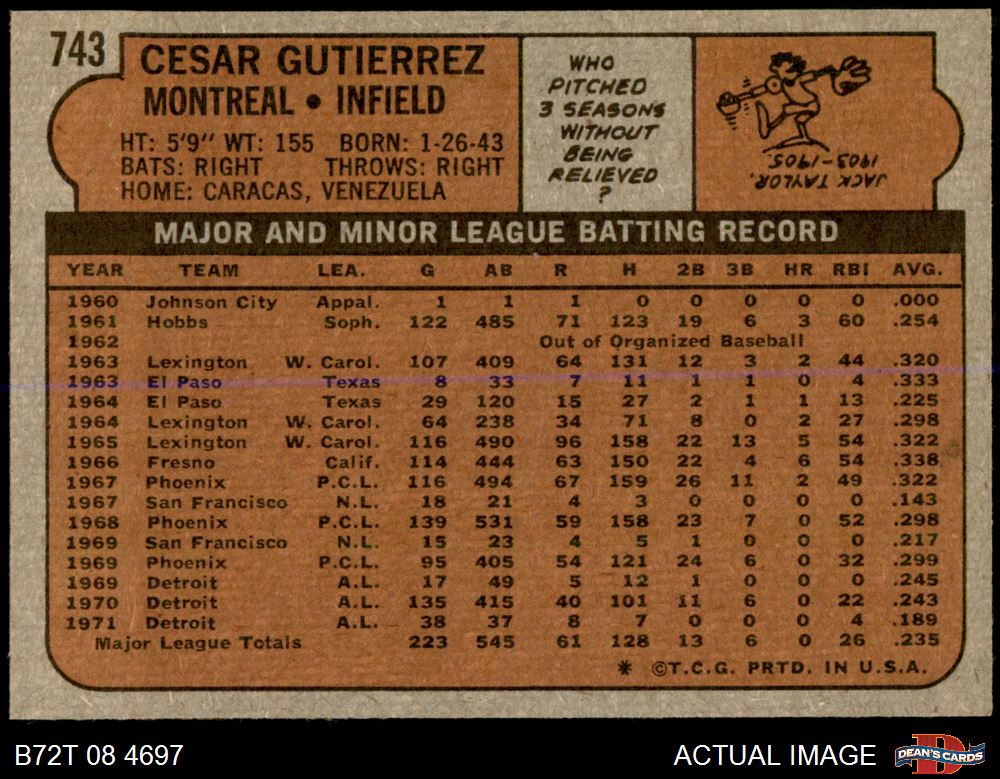 743
CESAR GUTIERREZ
MONTREAL • INFIELD
HT: 5'9" WT: 155 BORN: 1-26-43
BATS: RIGHT THROWS: RIGHT
HOME: CARACAS, VENEZUELA
WHO
PITCHED
3 SEASONS
WITHOUT
BEING
RELIEVED
?
JACK TAYLOR.
1903-1905.
MAJOR AND MINOR LEAGUE BATTING RECORD
YEAR TEAM LEA. G AB R H 2B 3B HR RBI AVG.
1960 Johnson City Appal. 1 1 1 0 0 0 0 0 .000
1961 Hobbs Soph. 122 485 71 123 19 6 3 60 .254
1962 Out of Organized Baseball
1963 Lexington W. Carol. 107 409 64 131 12 3 2 44 .320
1963 El Paso Texas 8 33 7 11 1 1 0 4 .333
1964 El Paso Texas 29 120 15 27 2 1 1 13 .225
1964 Lexington W. Carol. 64 238 34 71 8 0 2 27 .298
1965 Lexington W. Carol. 116 490 96 158 22 13 5 54 .322
1966 Fresno Calif. 114 444 63 150 22 4 6 54 .338
1967 Phoenix P.C.L. 116 494 67 159 26 11 2 49 .322
1967 San Francisco N.L. 18 21 4 3 0 0 0 0 .143
1968 Phoenix P.C.L. 139 531 59 158 23 7 0 52 .298
1969 San Francisco N.L. 15 23 4 5 1 0 0 0 .217
1969 Phoenix P.C.L. 95 405 54 121 24 6 0 32 .299
1969 Detroit A.L. 17 49 5 12 1 0 0 0 .245
1970 Detroit A.L. 135 415 40 101 11 6 0 22 .243
1971 Detroit A.L. 38 37 8 7 0 0 0 4 .189
Major League Totals 223 545 61 128 13 6 0 26 .235
* ©T.C.G. PRTD. IN U.S.A.
B72T 08 4697
ACTUAL IMAGE
DEAN'S CARDS